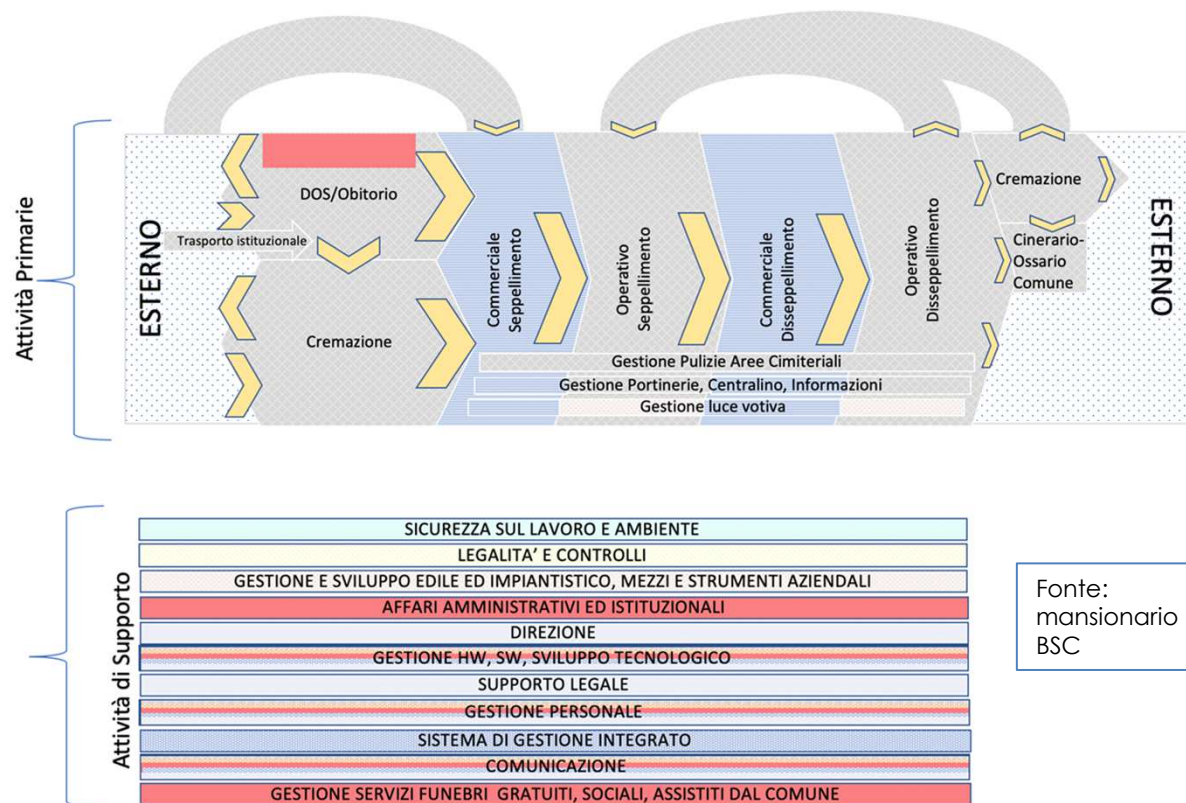 Attività Primarie
ESTERNO
DOS/Obitorio
Trasporto istituzionale
Cremazione
Commerciale
Seppellimento
Operativo
Seppellimento
Commerciale
Disseppellimento
Operativo
Disseppellimento
Cremazione
Cinerario-
Ossario
Comune
ESTERNO
Gestione Pulizie Aree Cimiteriali
Gestione Portinerie, Centralino, Informazioni
Gestione luce votiva
Attività di Supporto
SICUREZZA SUL LAVORO E AMBIENTE
LEGALITA’ E CONTROLLI
GESTIONE E SVILUPPO EDILE ED IMPIANTISTICO, MEZZI E STRUMENTI AZIENDALI
AFFARI AMMINISTRATIVI ED ISTITUZIONALI
DIREZIONE
GESTIONE HW, SW, SVILUPPO TECNOLOGICO
SUPPORTO LEGALE
GESTIONE PERSONALE
SISTEMA DI GESTIONE INTEGRATO
COMUNICAZIONE
GESTIONE SERVIZI FUNEBRI GRATUITI, SOCIALI, ASSISTITI DAL COMUNE
Fonte:
mansionario
BSC